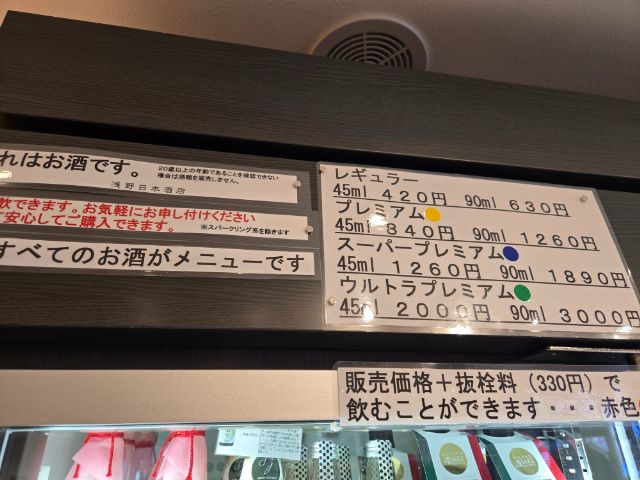 れはお酒です。
20歳以上の年齢であることを確認できない
場合は酒類を販売しません。
浅野日本酒店
飲できます。お気軽にお申し付けください
安心してご購入できます。
※スパークリング系を除きます
すべてのお酒がメニューです
レギュラー
45ml 420円 90ml 630円
プレミアム
45ml 840円 90ml 1260円
スーパープレミアム
45ml 1260円 90ml 1890円
ウルトラプレミアム
45ml 2000円 90ml 3000円
販売価格+抜栓料(330円)で
飲むことができます・・・赤色